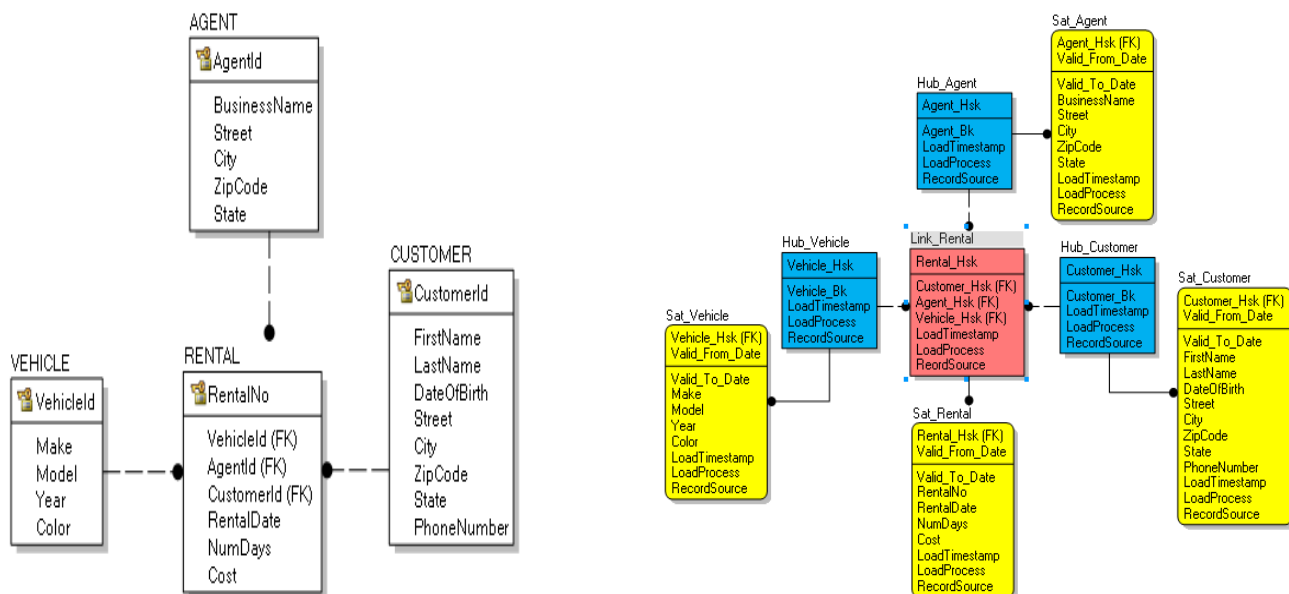 AGENT
AgentId
BusinessName
Street
City
ZipCode
State
CUSTOMER
CustomerId
FirstName
LastName
DateOfBirth
Street
City
ZipCode
State
PhoneNumber
VEHICLE
VehicleId
Make
Model
Year
Color
RENTAL
RentalNo
VehicleId (FK)
AgentId (FK)
CustomerId (FK)
RentalDate
NumDays
Cost
Sat_Agent
Agent_Hsk (FK)
Valid_From_Date
Valid_To_Date
BusinessName
Street
City
ZipCode
State
LoadTimestamp
LoadProcess
RecordSource
Hub_Agent
Agent_Hsk
Agent_Bk
LoadTimestamp
LoadProcess
RecordSource
Hub_Vehicle
Vehicle_Hsk
Vehicle_Bk
LoadTimestamp
LoadProcess
RecordSource
Link_Rental
Rental_Hsk
Customer_Hsk (FK)
Agent_Hsk (FK)
Vehicle_Hsk (FK)
LoadTimestamp
LoadProcess
ReordSource
Hub_Customer
Customer_Hsk
Customer_Bk
LoadTimestamp
LoadProcess
RecordSource
Sat_Customer
Customer_Hsk (FK)
Valid_From_Date
Valid_To_Date
FirstName
LastName
DateOfBirth
Street
City
ZipCode
State
PhoneNumber
LoadTimestamp
LoadProcess
RecordSource
Sat_Vehicle
Vehicle_Hsk (FK)
Valid_From_Date
Valid_To_Date
Make
Model
Year
Color
LoadTimestamp
LoadProcess
RecordSource
Sat_Rental
Rental_Hsk (FK)
Valid_From_Date
Valid_To_Date
RentalNo
RentalDate
NumDays
Cost
LoadTimestamp
LoadProcess
RecordSource